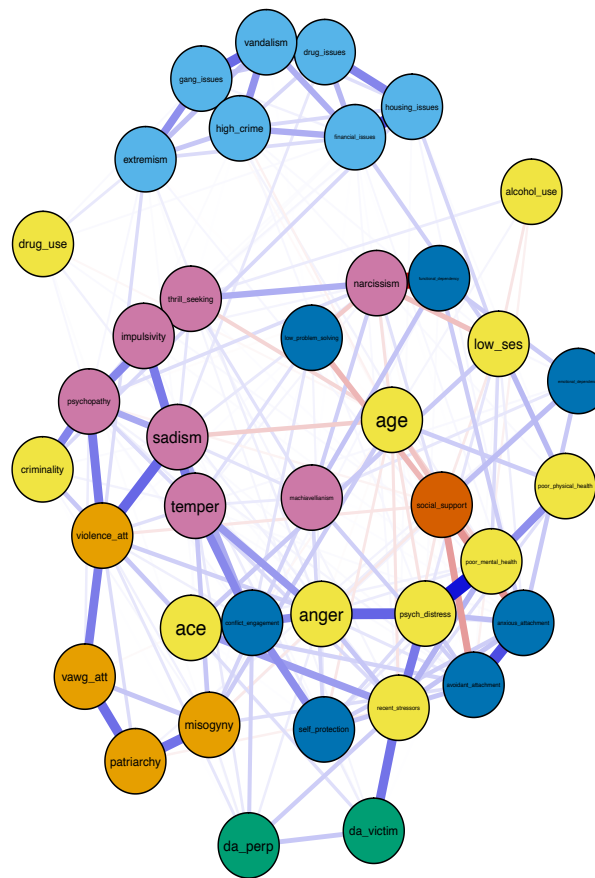 vandalism
drug_issues
gang_issues
housing_issues
high_crime
financial_issues
extremism
alcohol_use
drug_use
narcissism
thrill_seeking
impulsivity
low_problem_solving
low_ses
psychopathy
age
sadism
criminality
poor_physical_health
machiavellianism
social_support
temper
violence_att
poor_mental_health
anger
psych_distress
ace
conflict_engagement
anxious_attachment
vawg_att
avoidant_attachment
recent_stressors
misogyny
self_protection
patriarchy
da_victim
da_perp